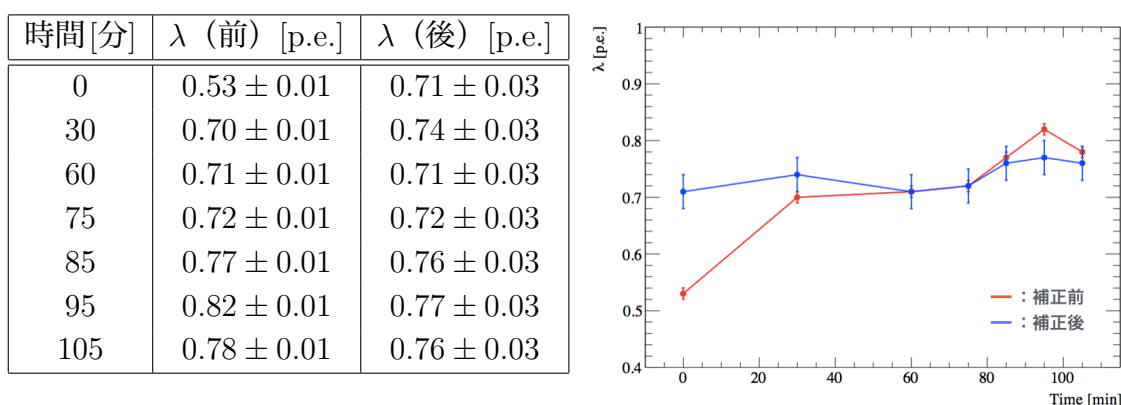 時間[分] λ（前）[p.e.] λ（後）[p.e.]
0 0.53 ± 0.01 0.71 ± 0.03
30 0.70 ± 0.01 0.74 ± 0.03
60 0.71 ± 0.01 0.71 ± 0.03
75 0.72 ± 0.01 0.72 ± 0.03
85 0.77 ± 0.01 0.76 ± 0.03
95 0.82 ± 0.01 0.77 ± 0.03
105 0.78 ± 0.01 0.76 ± 0.03
λ [p.e.]
1
0.9
0.8
0.7
0.6
0.5
0.4
：補正前
：補正後
0 20 40 60 80 100
Time [min]